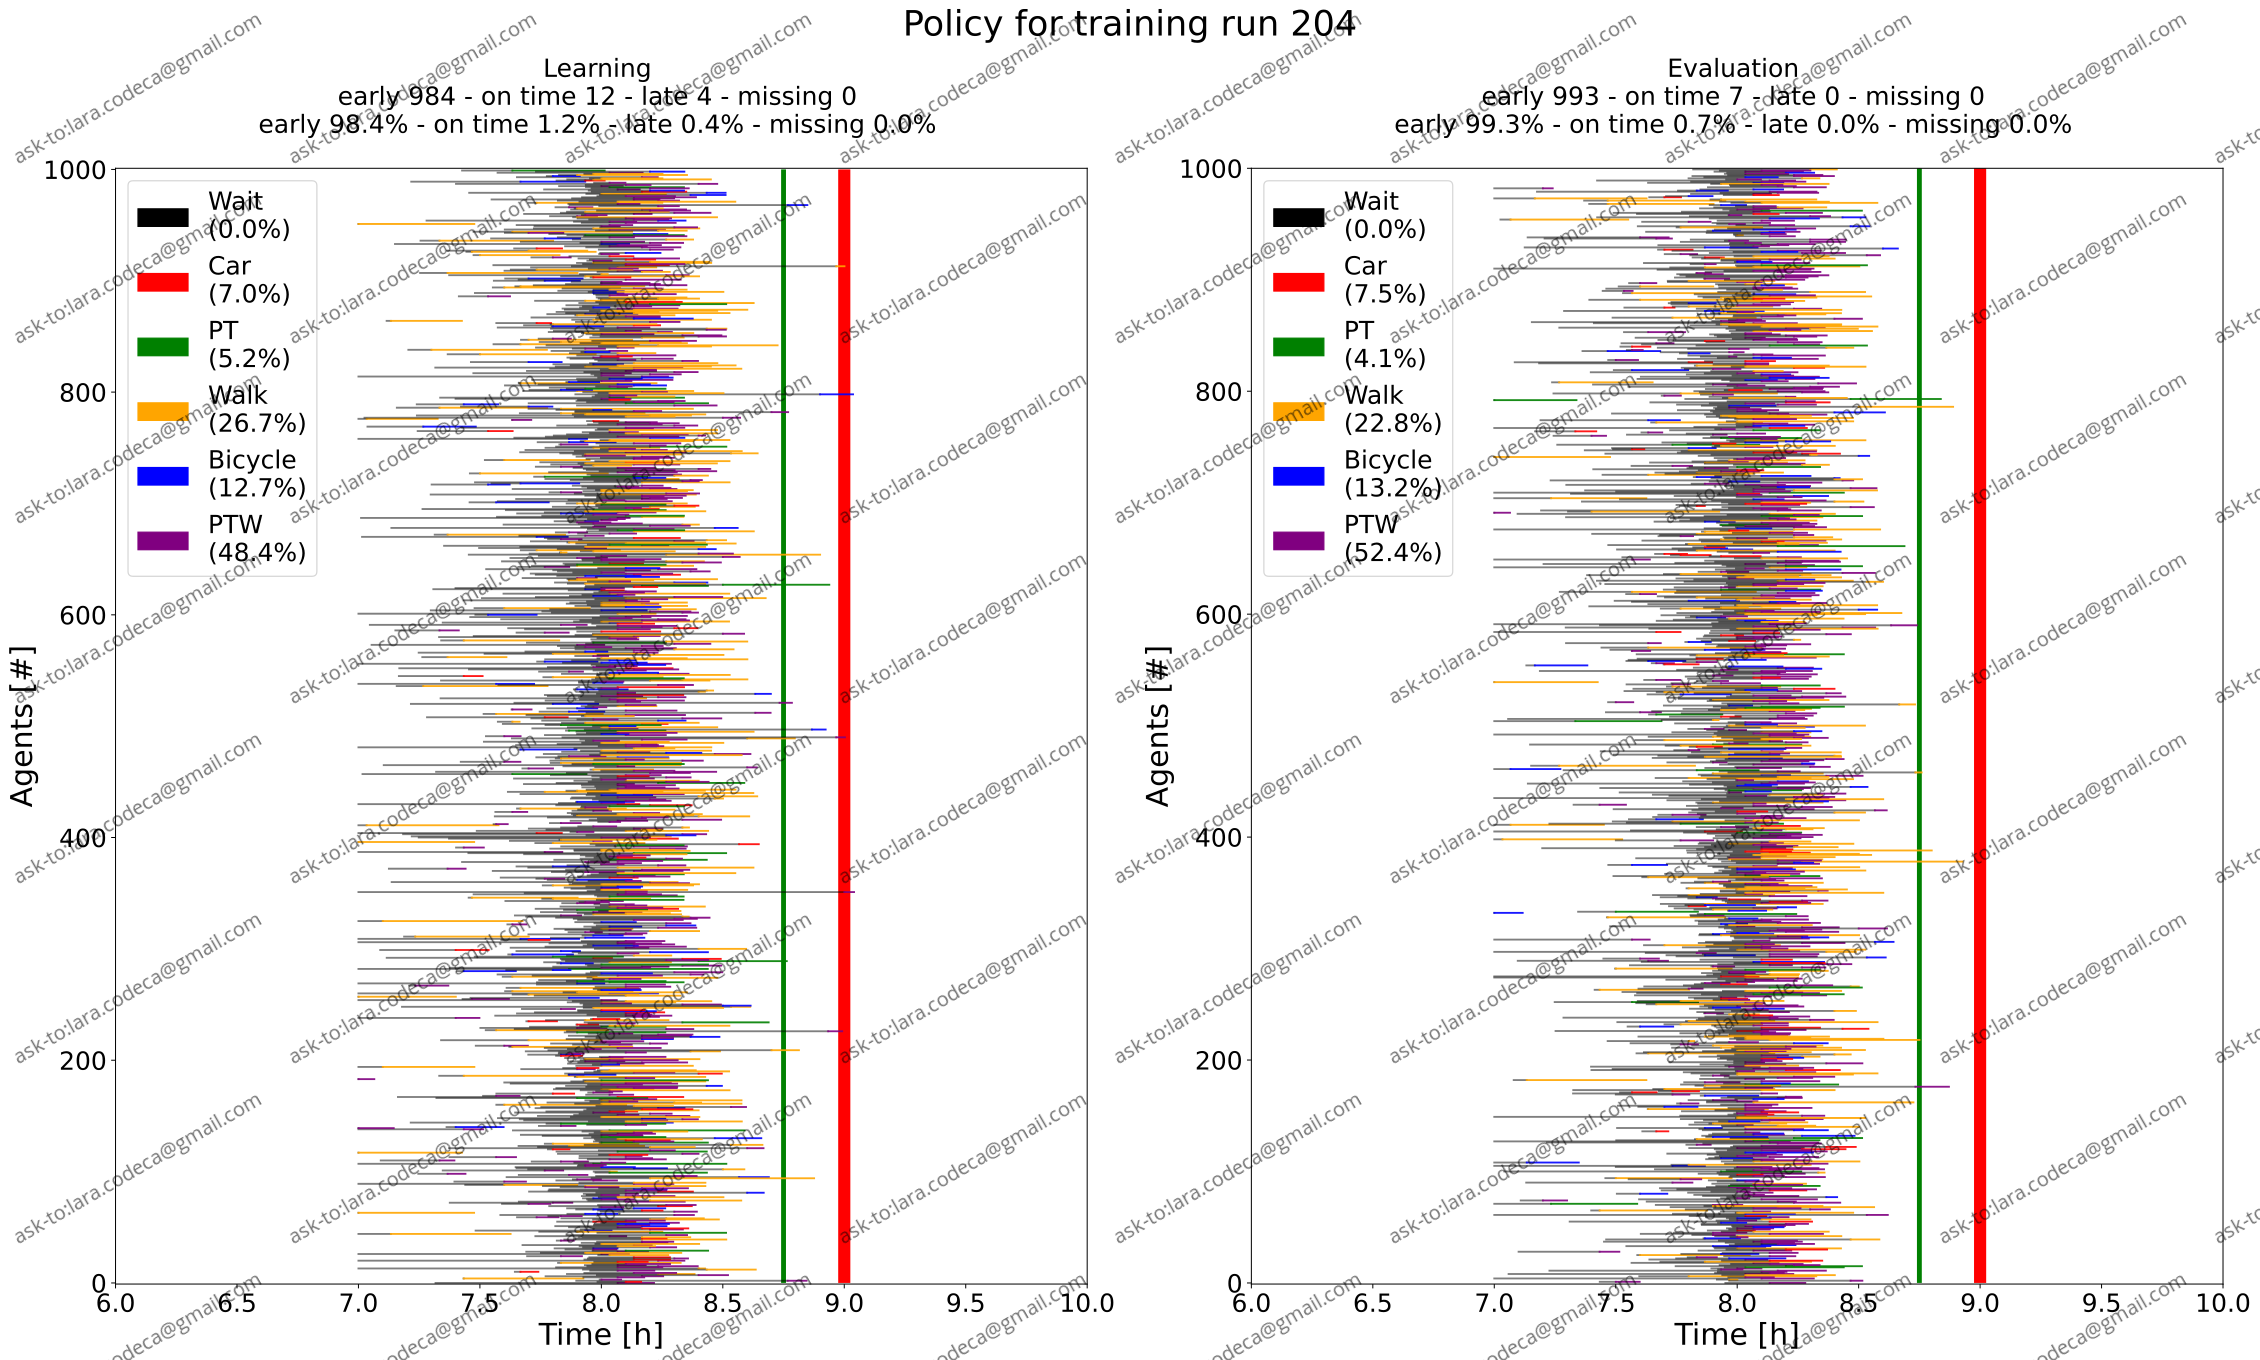 Policy for training run 204
Learning
early 984 - on time 12 - late 4 - missing 0
early 98.4% - on time 1.2% - late 0.4% - missing 0.0%
Agents [#]
1000
800
600
400
200
0
Wait
(0.0%)
Car
(7.0%)
PT
(5.2%)
Walk
(26.7%)
Bicycle
(12.7%)
PTW
(48.4%)
6.0 6.5 7.0 7.5 8.0 8.5 9.0 9.5 10.0
Time [h]
Evaluation
early 993 - on time 7 - late 0 - missing 0
early 99.3% - on time 0.7% - late 0.0% - missing 0.0%
Agents [#]
1000
800
600
400
200
0
Wait
(0.0%)
Car
(7.5%)
PT
(4.1%)
Walk
(22.8%)
Bicycle
(13.2%)
PTW
(52.4%)
6.0 6.5 7.0 7.5 8.0 8.5 9.0 9.5 10.0
Time [h]
ask-to:lara.codeca@gmail.com